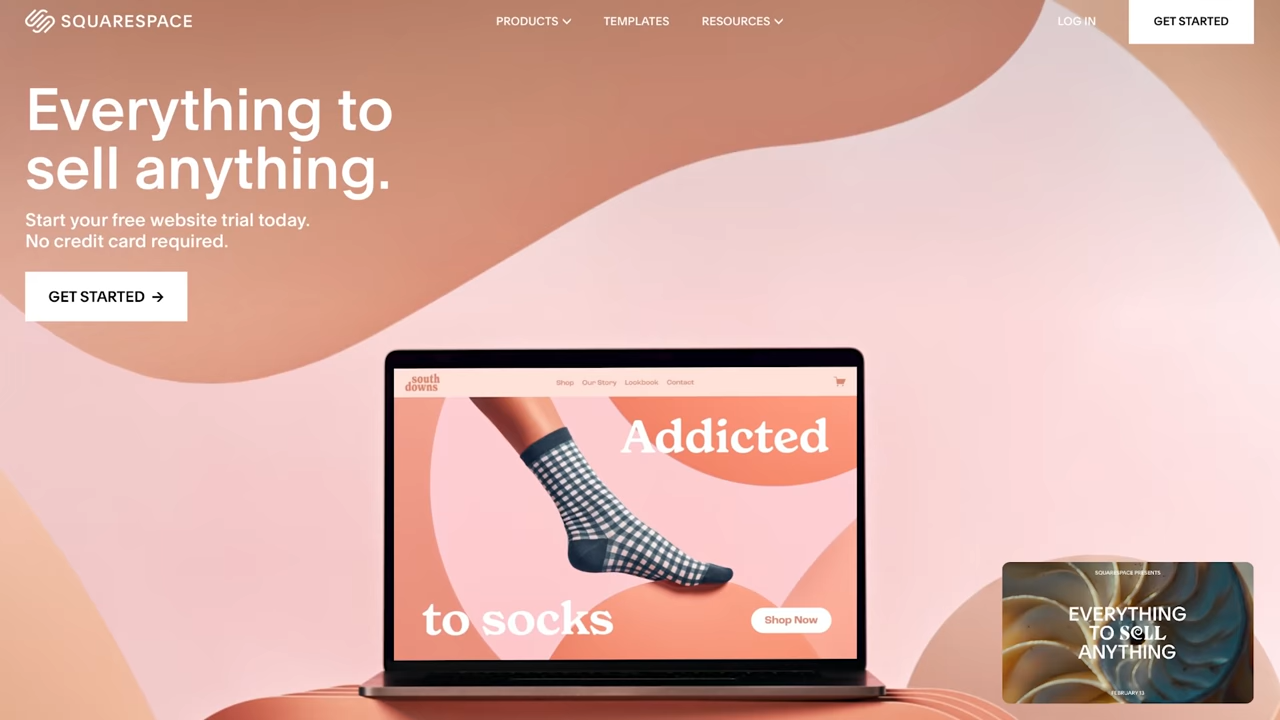 SQUARESPACE
PRODUCTS
TEMPLATES
RESOURCES
LOG IN
GET STARTED
Everything to
sell anything.
Start your free website trial today.
No credit card required.
GET STARTED →
south
downs
Shop
Our Story
Lookbook
Contact
Addicted
to socks
Shop Now
SQUARESPACE PRESENTS
EVERYTHING
TO SELL
ANYTHING
FEBRUARY 13